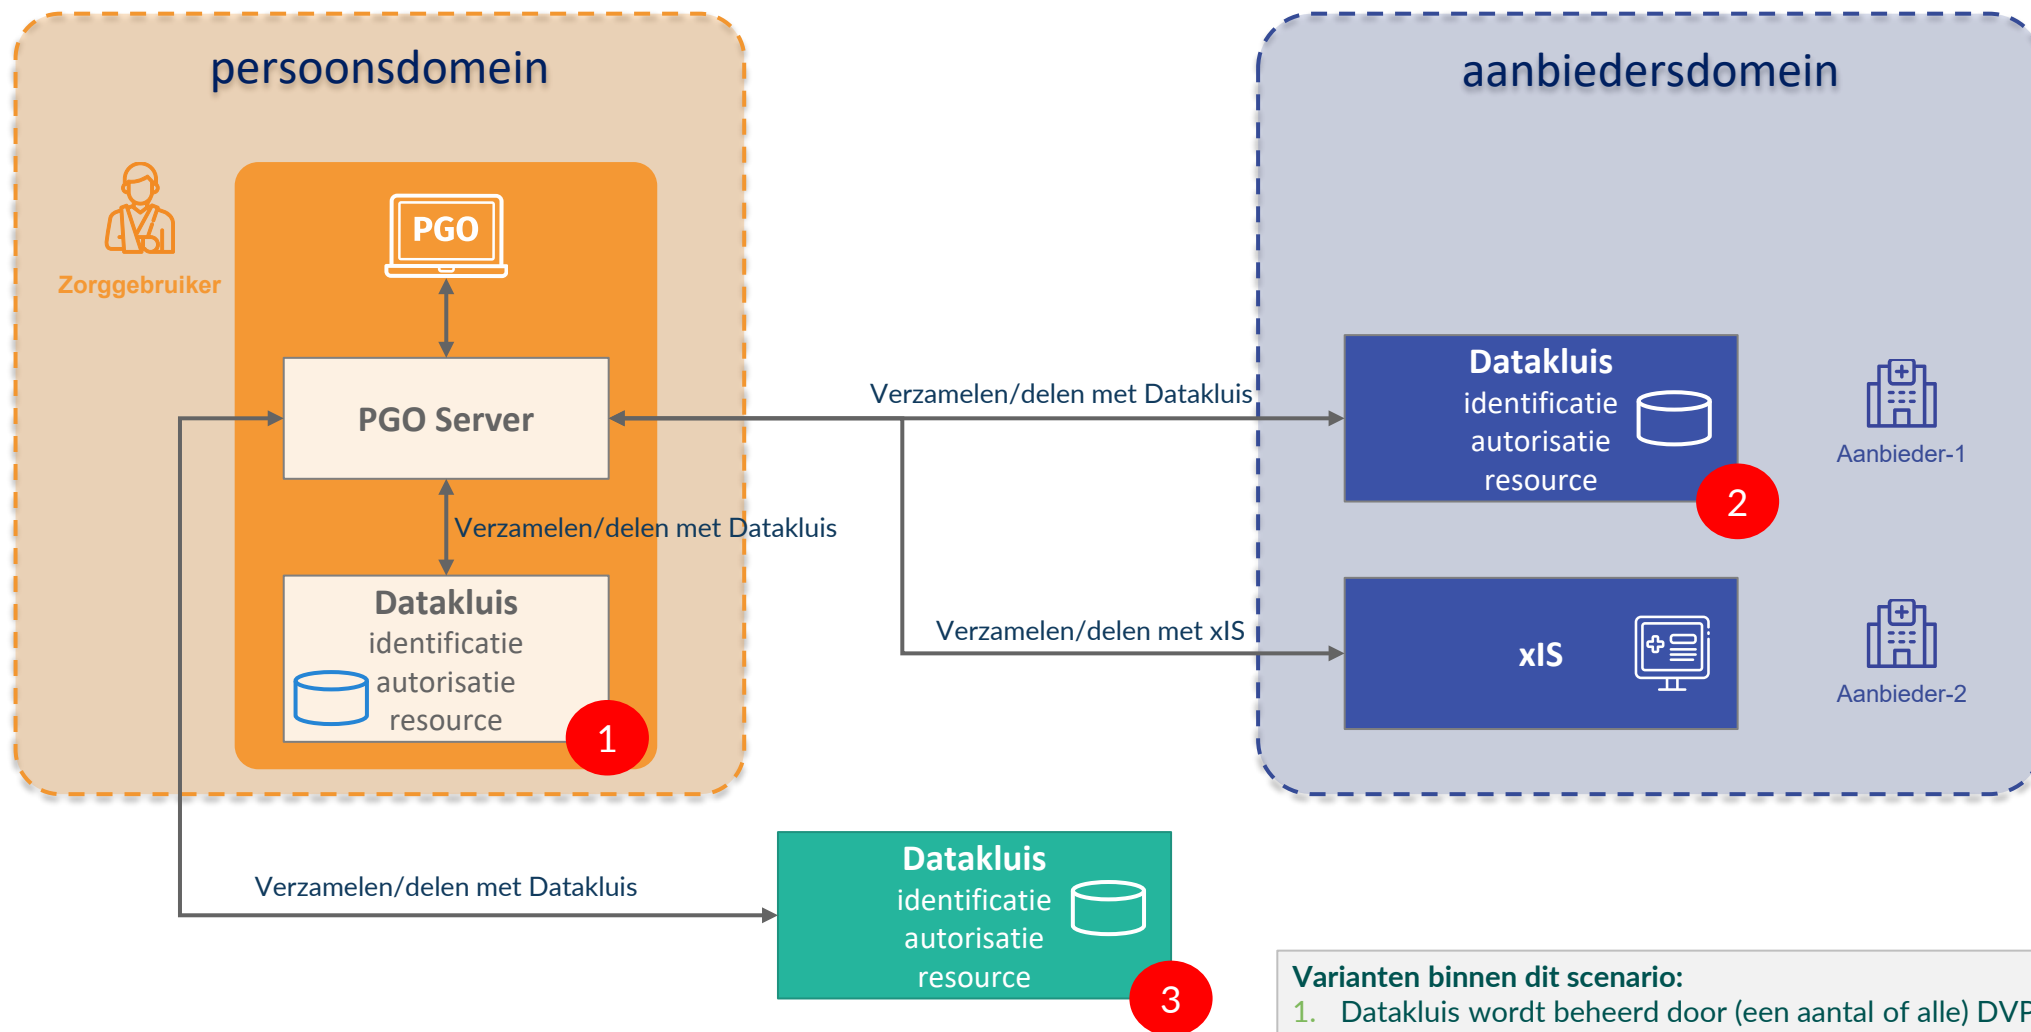 persoonsdomein
aanbiedersdomein
Zorggebruiker
PGO
PGO Server
Verzamelen/delen met Datakluis
Datakluis
identificatie
autorisatie
resource
1
Verzamelen/delen met Datakluis
Verzamelen/delen met xIS
Datakluis
identificatie
autorisatie
resource
2
Aanbieder-1
xIS
Aanbieder-2
Verzamelen/delen met Datakluis
Datakluis
identificatie
autorisatie
resource
3
Varianten binnen dit scenario:
1. Datakluis wordt beheerd door (een aantal of alle) DVP